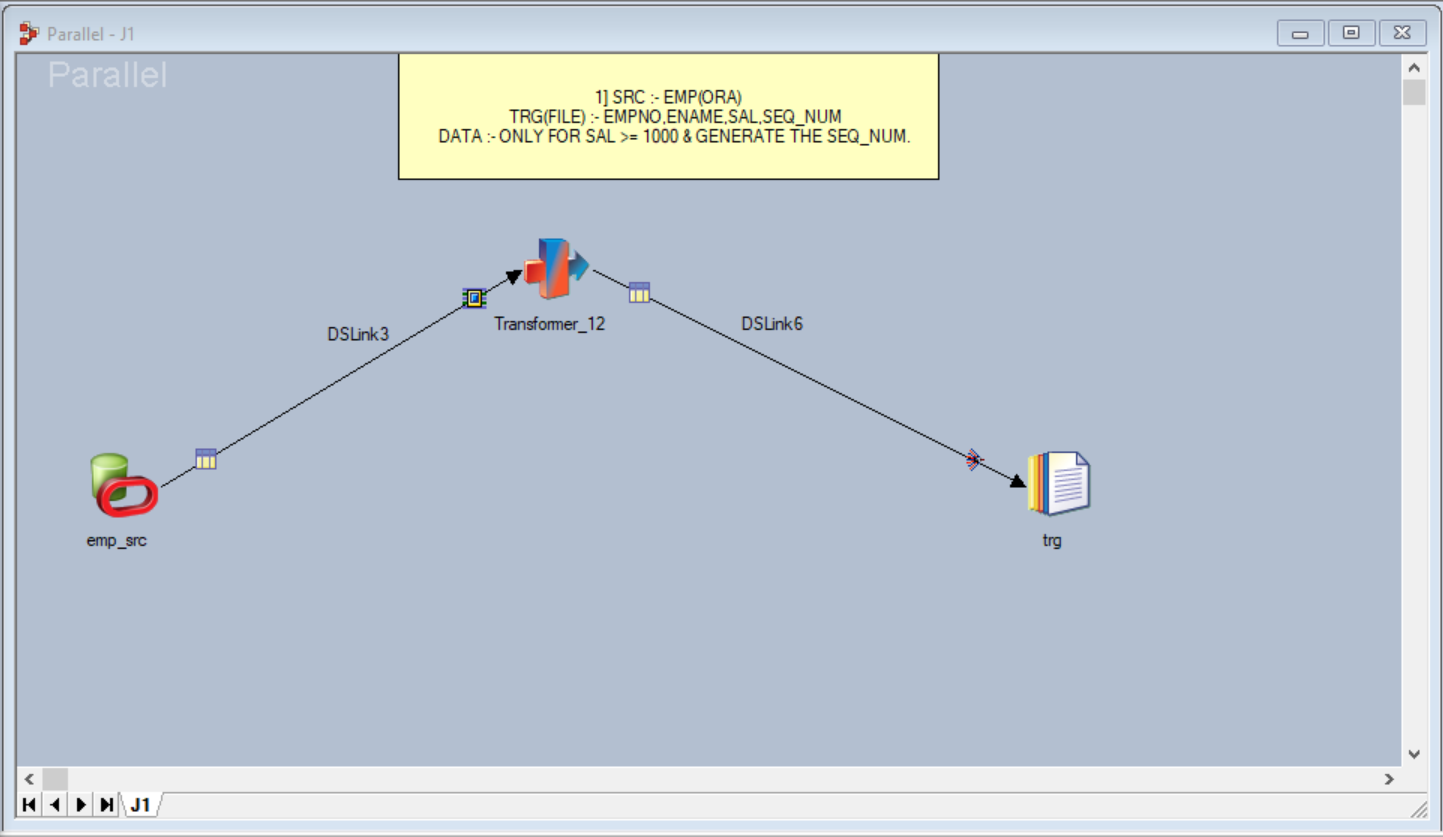 Parallel - J1
Parallel
1] SRC :- EMP(ORA)
TRG(FILE) :- EMPNO,ENAME,SAL,SEQ_NUM
DATA :- ONLY FOR SAL >= 1000 & GENERATE THE SEQ_NUM.
Transformer_12
DSLink3
DSLink6
emp_src
trg
J1